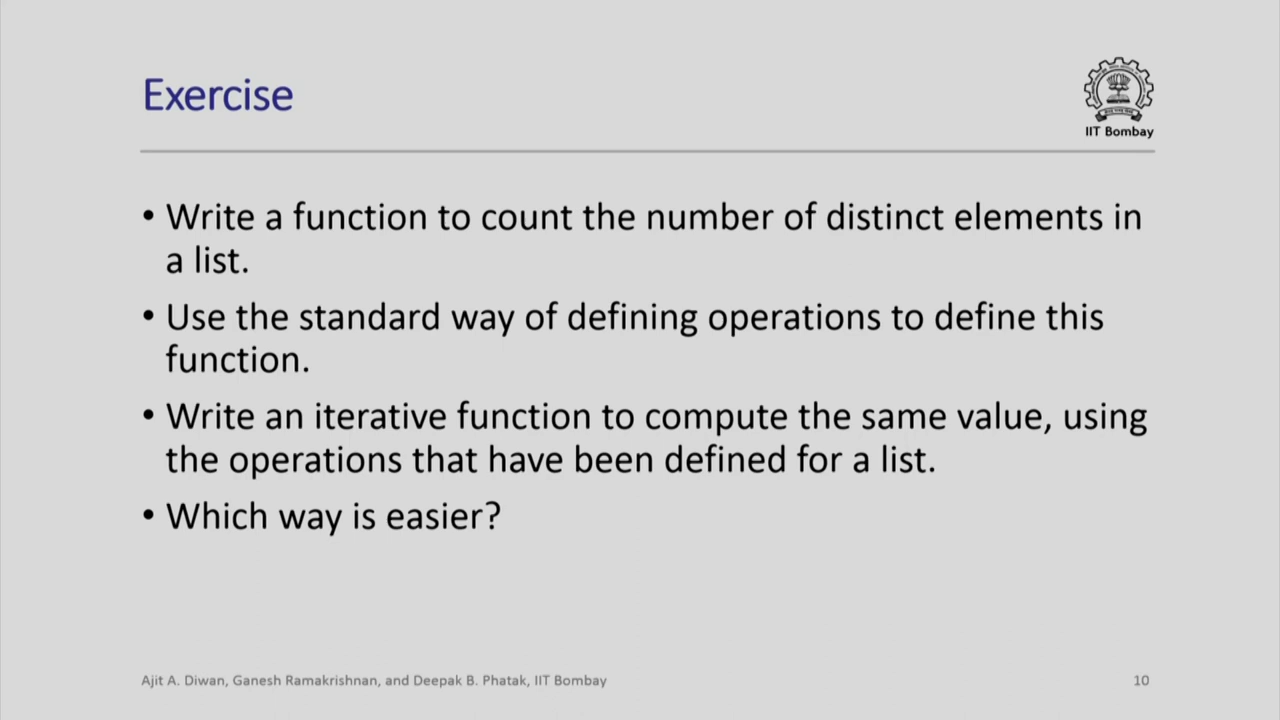 Exercise
IIT Bombay
• Write a function to count the number of distinct elements in
a list.
• Use the standard way of defining operations to define this
function.
• Write an iterative function to compute the same value, using
the operations that have been defined for a list.
• Which way is easier?
Ajit A. Diwan, Ganesh Ramakrishnan, and Deepak B. Phatak, IIT Bombay
10